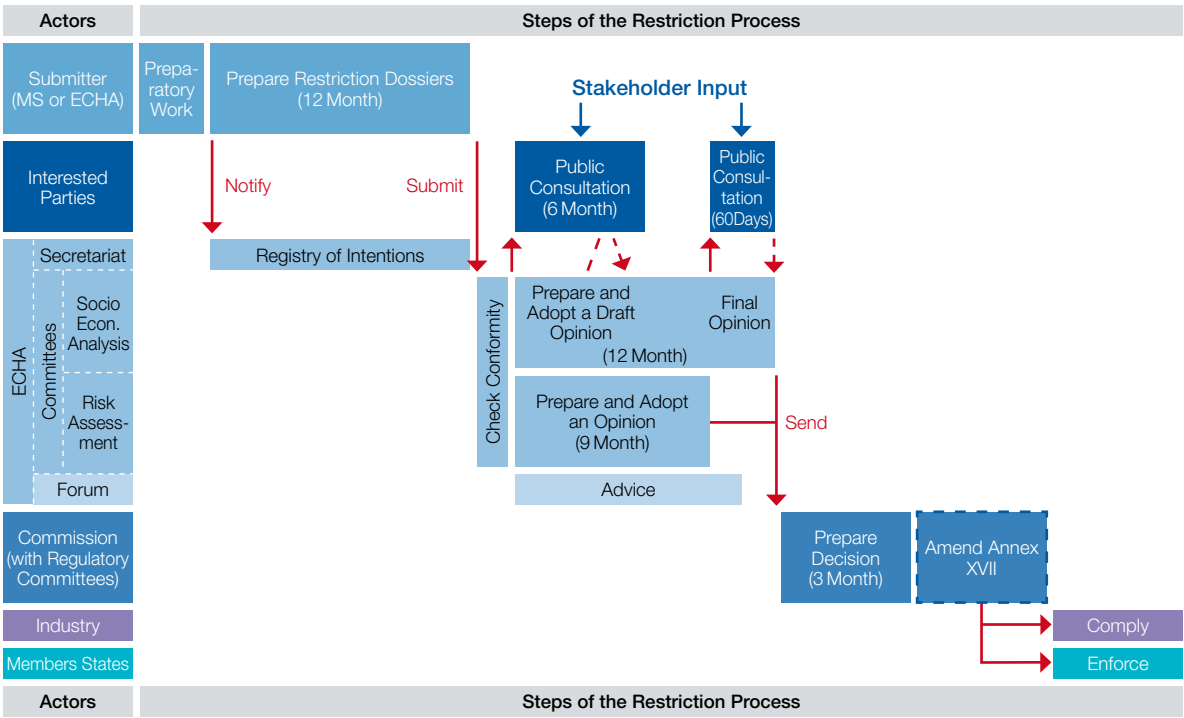 Actors
Steps of the Restriction Process
Submitter
(MS or ECHA)
Prepa-
ratory
Work
Prepare Restriction Dossiers
(12 Month)
Stakeholder Input
Interested
Parties
Notify
Submit
Public
Consultation
(6 Month)
Public
Consul-
tation
(60Days)
ECHA
Secretariat
Registry of Intentions
Committees
Socio
Econ.
Analysis
Check Conformity
Prepare and
Adopt a Draft
Opinion
(12 Month)
Final
Opinion
Risk
Assess-
ment
Prepare and Adopt
an Opinion
(9 Month)
Send
Forum
Advice
Commission
(with Regulatory
Committees)
Prepare
Decision
(3 Month)
Amend Annex
XVII
Industry
Comply
Members States
Enforce
Actors
Steps of the Restriction Process